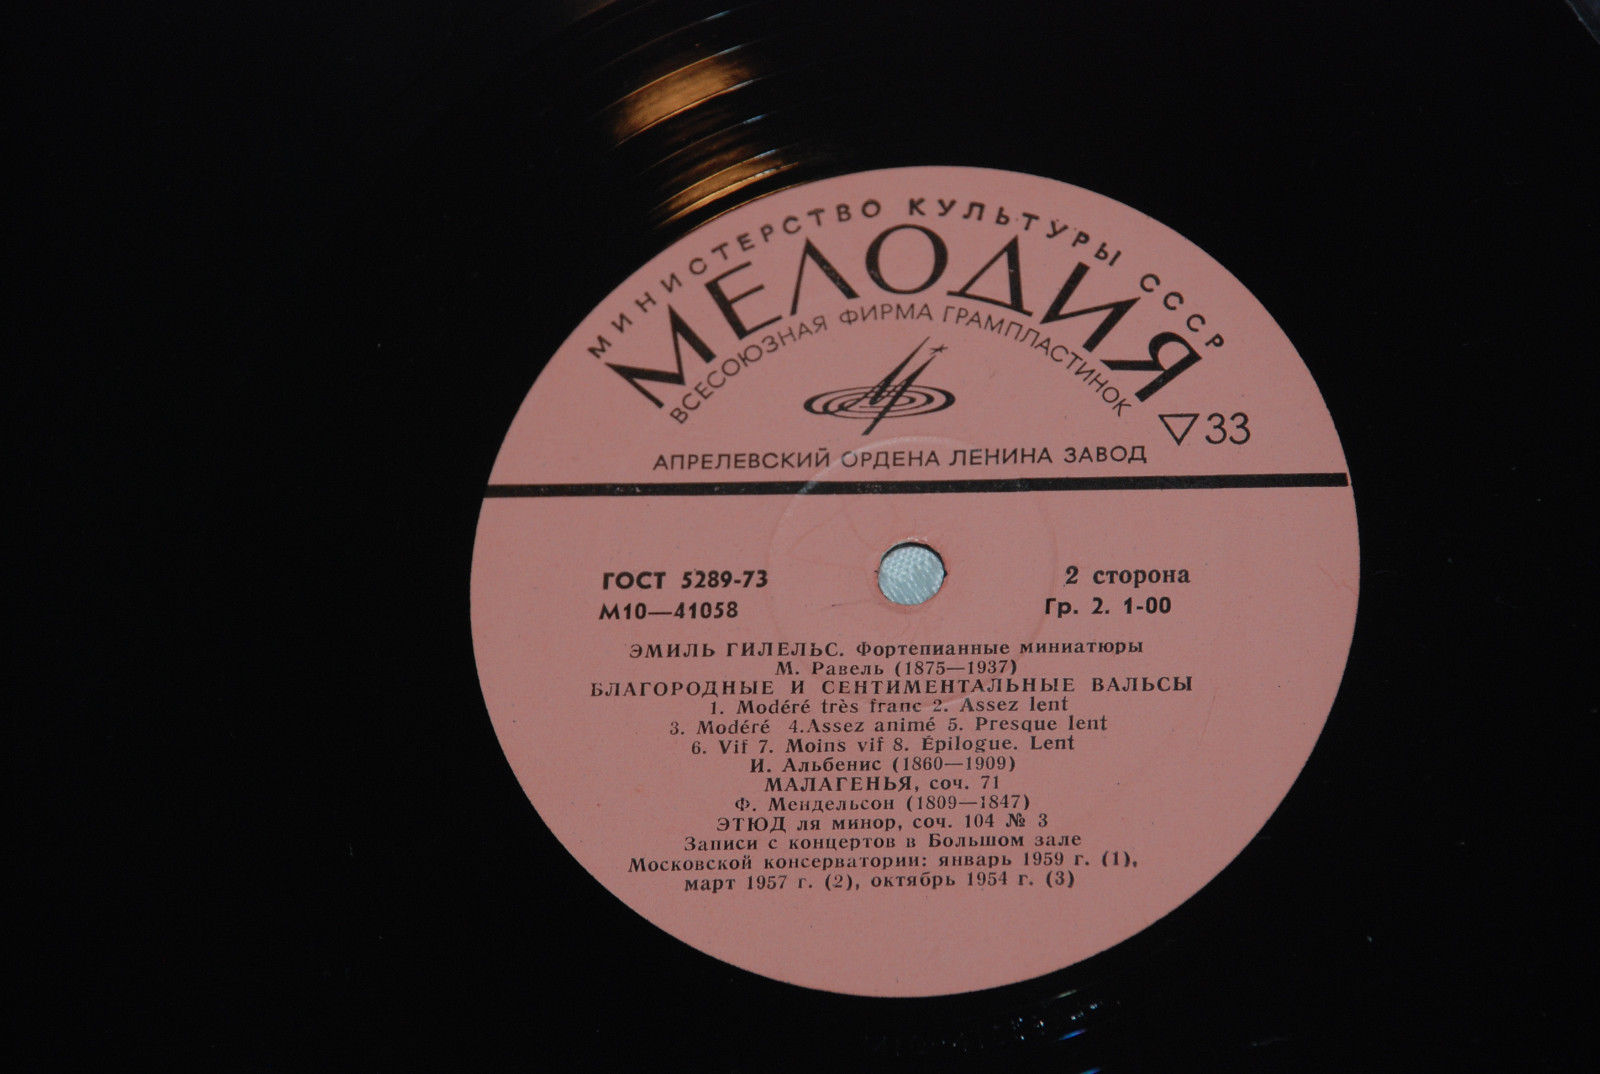 МИНИСТЕРСТВО КУЛЬТУРЫ СССР
МЕЛОДИЯ
ВСЕСОЮЗНАЯ ФИРМА ГРАМПЛАСТИНОК
▽33
АПРЕЛЕВСКИЙ ОРДЕНА ЛЕНИНА ЗАВОД
ГОСТ 5289-73
2 сторона
М10—41058
Гр. 2. 1-00
ЭМИЛЬ ГИЛЕЛЬС. Фортепианные миниатюры
М. Равель (1875—1937)
БЛАГОРОДНЫЕ И СЕНТИМЕНТАЛЬНЫЕ ВАЛЬСЫ
1. Modéré très franc 2. Assez lent
3. Modéré 4.Assez animé 5. Presque lent
6. Vif 7. Moins vif 8. Épilogue. Lent
И. Альбенис (1860—1909)
МАЛАГЕНЬЯ, соч. 71
Ф. Мендельсон (1809—1847)
ЭТЮД ля минор, соч. 104 № 3
Записи с концертов в Большом зале
Московской консерватории: январь 1959 г. (1),
март 1957 г. (2), октябрь 1954 г. (3)